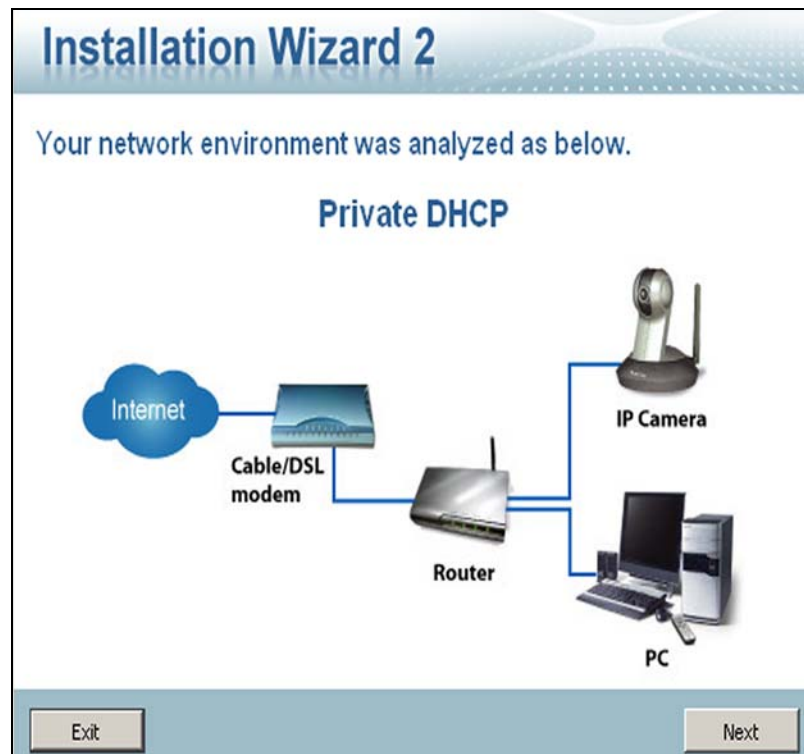 Installation Wizard 2
Your network environment was analyzed as below.
Private DHCP
Internet
Cable/DSL
modem
Router
IP Camera
PC
Exit
Next